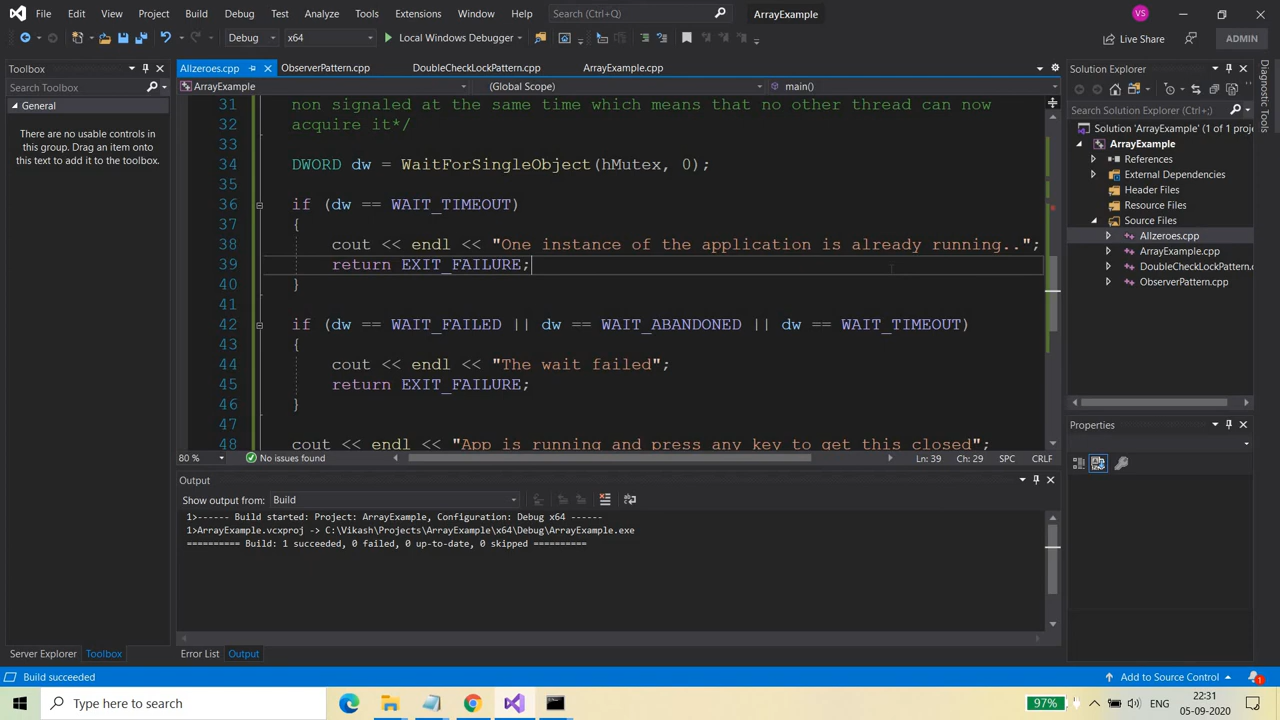 File Edit View Git Project Build Debug Test Analyze Tools Extensions Window Help Search (Ctrl+Q) ArrayExample VS
Debug x64 Local Windows Debugger Live Share ADMIN
Toolbox
Search Toolbox
General
There are no usable controls in
this group. Drag an item onto
this text to add it to the toolbox.
Server Explorer Toolbox
Allzeroes.cpp ObserverPattern.cpp DoubleCheckLockPattern.cpp ArrayExample.cpp
ArrayExample (Global Scope) main()
31 non signaled at the same time which means that no other thread can now
32 acquire it*/
33
34 DWORD dw = WaitForSingleObject(hMutex, 0);
35
36 if (dw == WAIT_TIMEOUT)
37 {
38 cout << endl << "One instance of the application is already running..";
39 return EXIT_FAILURE;
40 }
41
42 if (dw == WAIT_FAILED || dw == WAIT_ABANDONED || dw == WAIT_TIMEOUT)
43 {
44 cout << endl << "The wait failed";
45 return EXIT_FAILURE;
46 }
47
48 cout << endl << "App is running and press any key to get this closed";
80 % No issues found Ln: 39 Ch: 29 SPC CRLF
Output
Show output from: Build
1>------ Build started: Project: ArrayExample, Configuration: Debug x64 ------
1>ArrayExample.vcxproj -> C:\Vikash\Projects\ArrayExample\x64\Debug\ArrayExample.exe
========== Build: 1 succeeded, 0 failed, 0 up-to-date, 0 skipped ==========
Error List Output
Solution Explorer
Search Solution Explorer
Solution 'ArrayExample' (1 of 1 proje
ArrayExample
References
External Dependencies
Header Files
Resource Files
Source Files
Allzeroes.cpp
ArrayExample.cpp
DoubleCheckLockPattern.c
ObserverPattern.cpp
Properties
Diagnostic Tools
Build succeeded Add to Source Control 1
Type here to search 97% ENG 22:31
05-09-2020